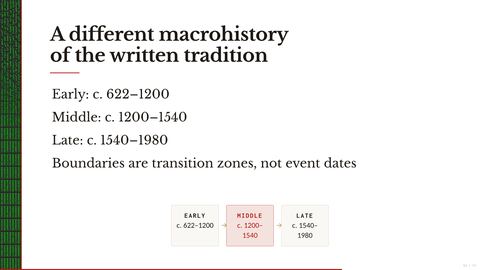 A different macrohistory
of the written tradition
Early: c. 622–1200
Middle: c. 1200–1540
Late: c. 1540–1980
Boundaries are transition zones, not event dates
EARLY
c. 622–1200
→
MIDDLE
c. 1200–
1540
→
LATE
c. 1540–
1980